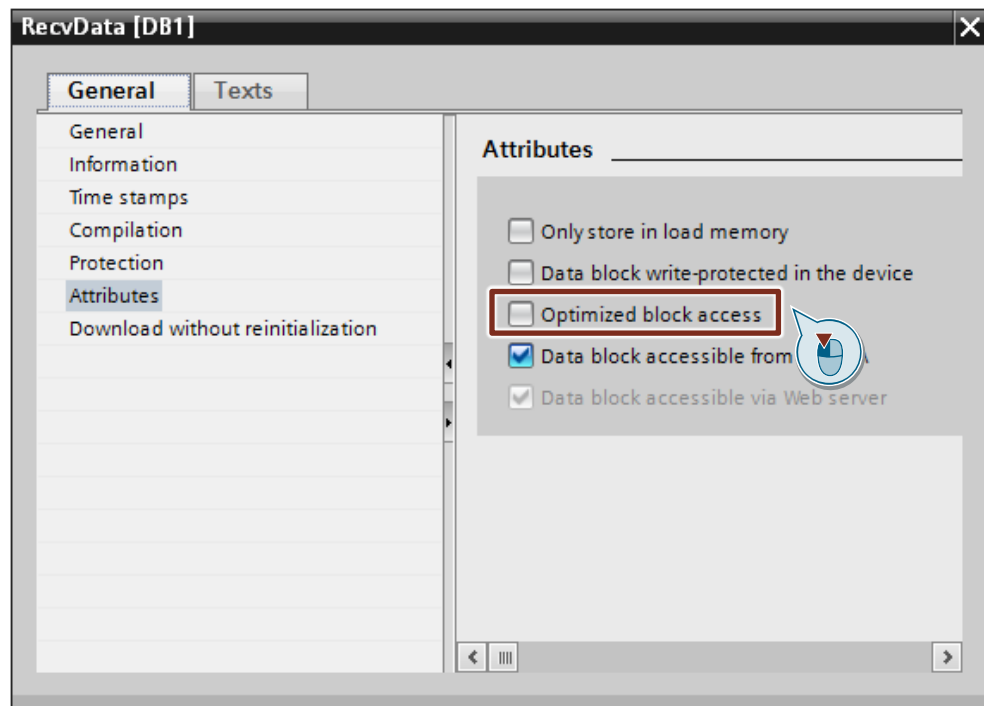 RecvData [DB1]
General
Texts
General
Information
Time stamps
Compilation
Protection
Attributes
Download without reinitialization
Attributes
Only store in load memory
Data block write-protected in the device
Optimized block access
Data block accessible from
Data block accessible via Web server